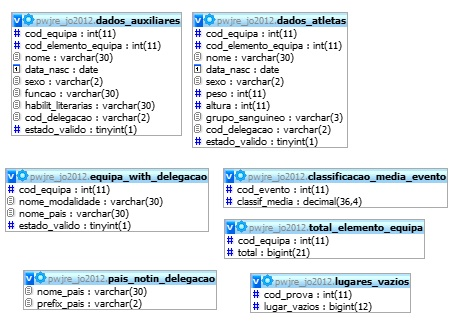 pwjre_jo2012.dados_auxiliares
cod_equipa : int(11)
cod_elemento_equipa : int(11)
nome : varchar(30)
data_nasc : date
sexo : varchar(2)
funcao : varchar(30)
habilit_literarias : varchar(30)
cod_delegacao : varchar(2)
estado_valido : tinyint(1)
pwjre_jo2012.dados_atletas
cod_equipa : int(11)
cod_elemento_equipa : int(11)
nome : varchar(30)
data_nasc : date
sexo : varchar(2)
peso : int(11)
altura : int(11)
grupo_sanguineo : varchar(3)
cod_delegacao : varchar(2)
estado_valido : tinyint(1)
pwjre_jo2012.equipa_with_delegacao
cod_equipa : int(11)
nome_modalidade : varchar(30)
nome_pais : varchar(30)
estado_valido : tinyint(1)
pwjre_jo2012.classificacao_media_evento
cod_evento : int(11)
classif_media : decimal(36,4)
pwjre_jo2012.total_elemento_equipa
cod_equipa : int(11)
total : bigint(21)
pwjre_jo2012.pais_notin_delegacao
nome_pais : varchar(30)
prefix_pais : varchar(2)
pwjre_jo2012.lugares_vazios
cod_prova : int(11)
lugar_vazios : bigint(12)